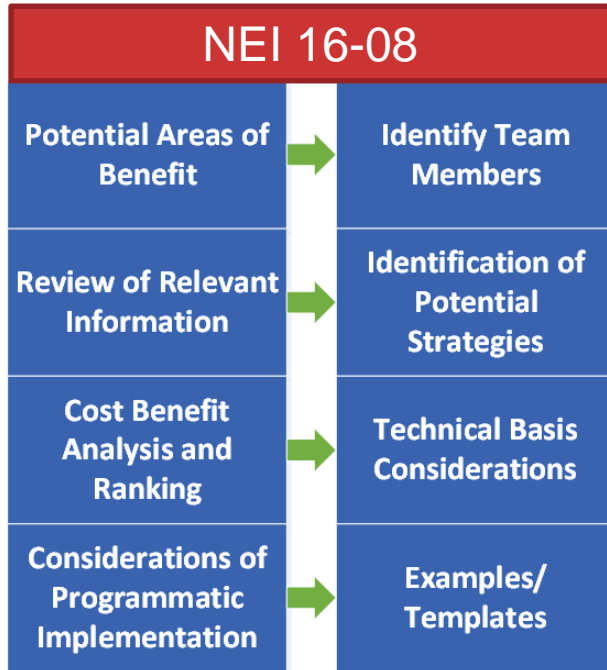 NEI 16-08
Potential Areas of
Benefit
Identify Team
Members
Review of Relevant
Information
Identification of
Potential
Strategies
Cost Benefit
Analysis and
Ranking
Technical Basis
Considerations
Considerations of
Programmatic
Implementation
Examples/
Templates